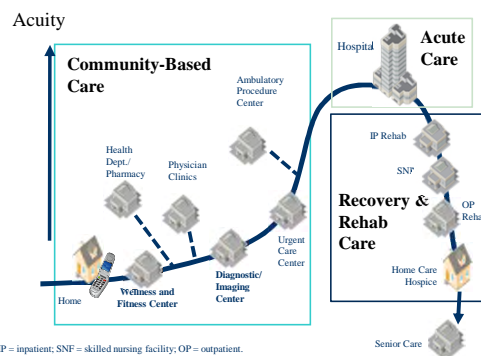 Acuity
Community-Based
Care
Hospital
Acute
Care
Ambulatory
Procedure
Center
Health
Dept./
Pharmacy
Physician
Clinics
IP Rehab
SNF
OP
Reha
Recovery &
Rehab
Care
Urgent
Care
Center
Diagnostic/
Imaging
Center
Home
Wellness and
Fitness Center
Home Care
Hospice
Senior Care
P = inpatient; SNF = skilled nursing facility; OP = outpatient.